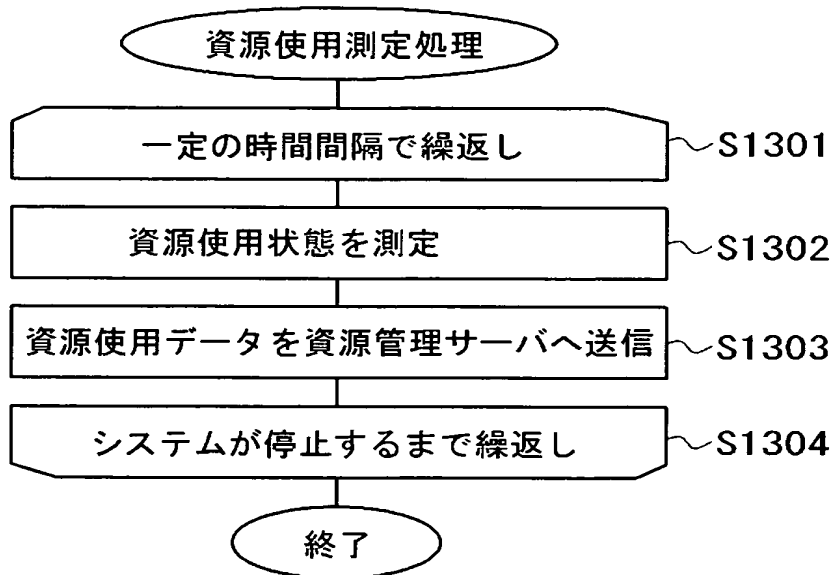 資源使用測定処理
一定の時間間隔で繰返し
S1301
資源使用状態を測定
S1302
資源使用データを資源管理サーバへ送信
S1303
システムが停止するまで繰返し
S1304
終了